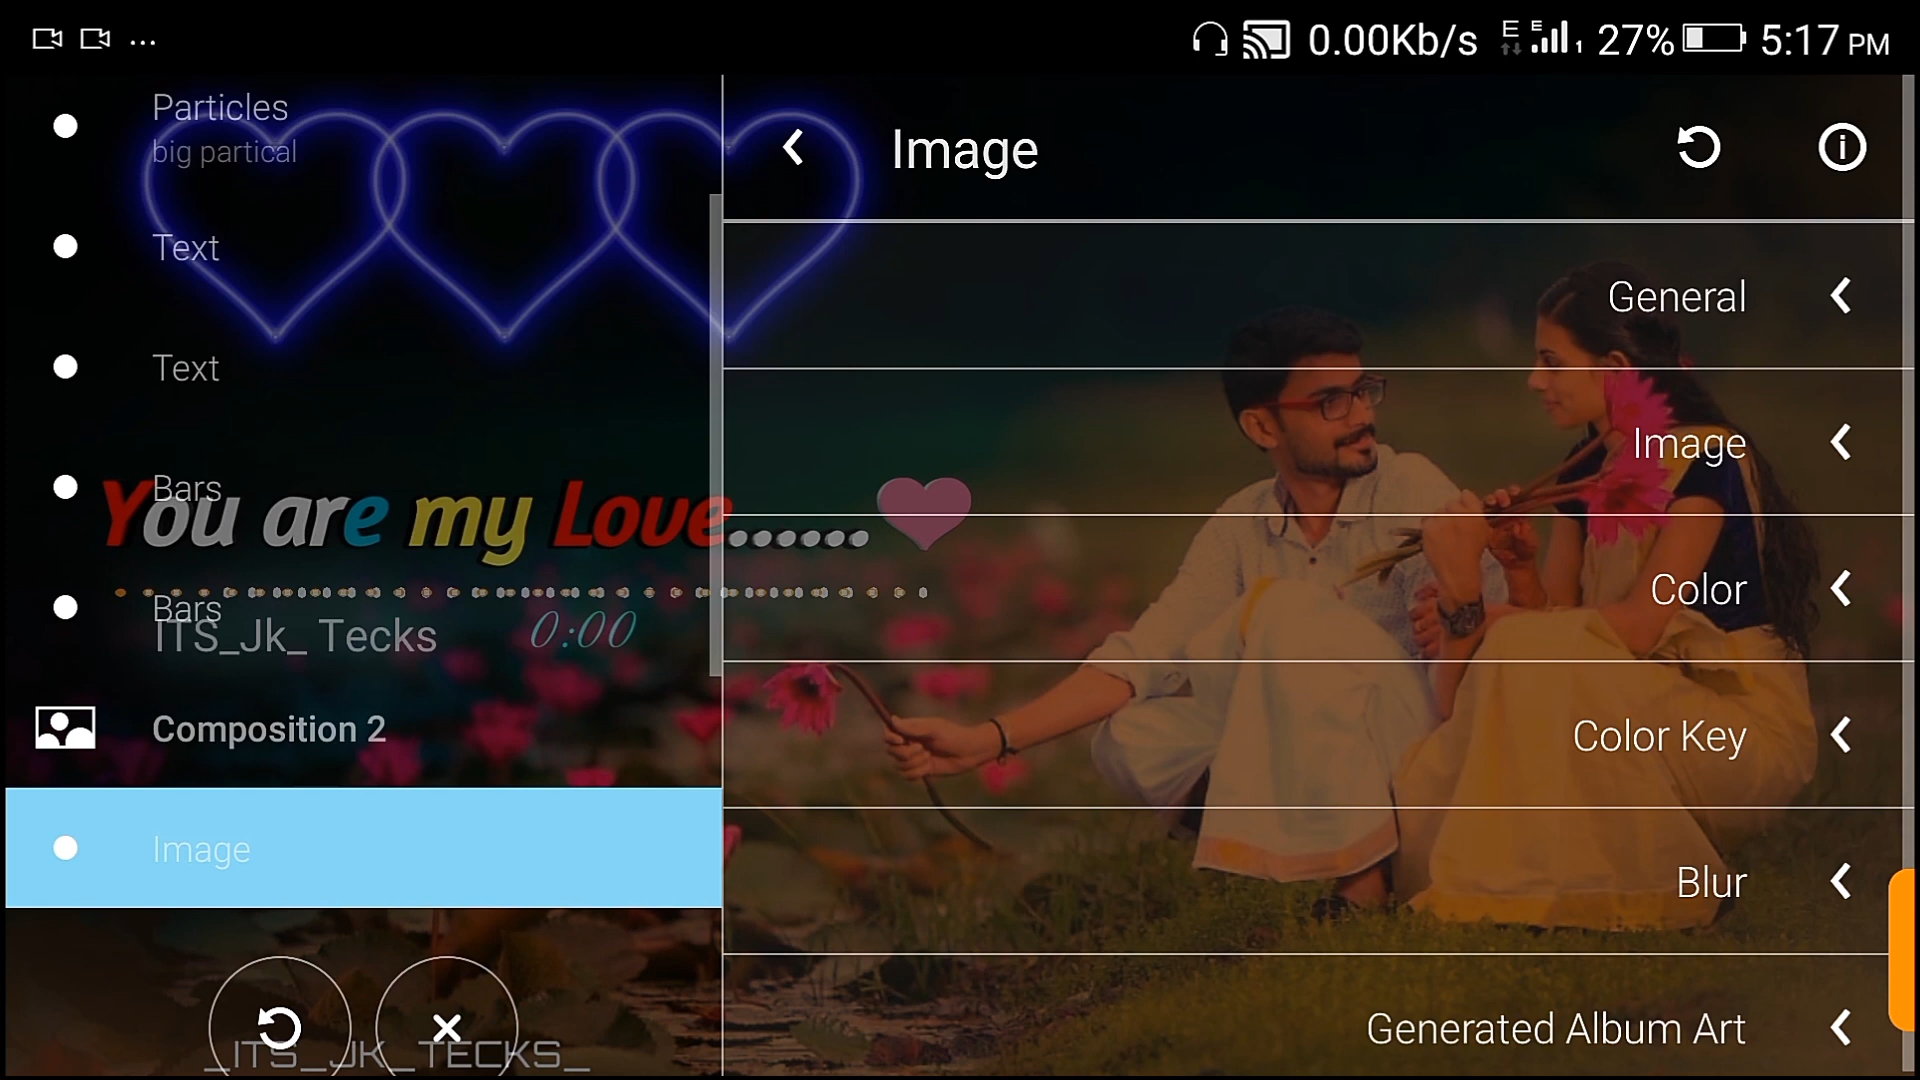 ... 0.00Kb/s E E 1 27% 5:17 PM
Particles
big partical
Text
Text
Bars
You are my Love......
Bars
ITS_Jk_ Tecks 0:00
Composition 2
Image
_ITS_JK_TECKS_
Image
General
Image
Color
Color Key
Blur
Generated Album Art